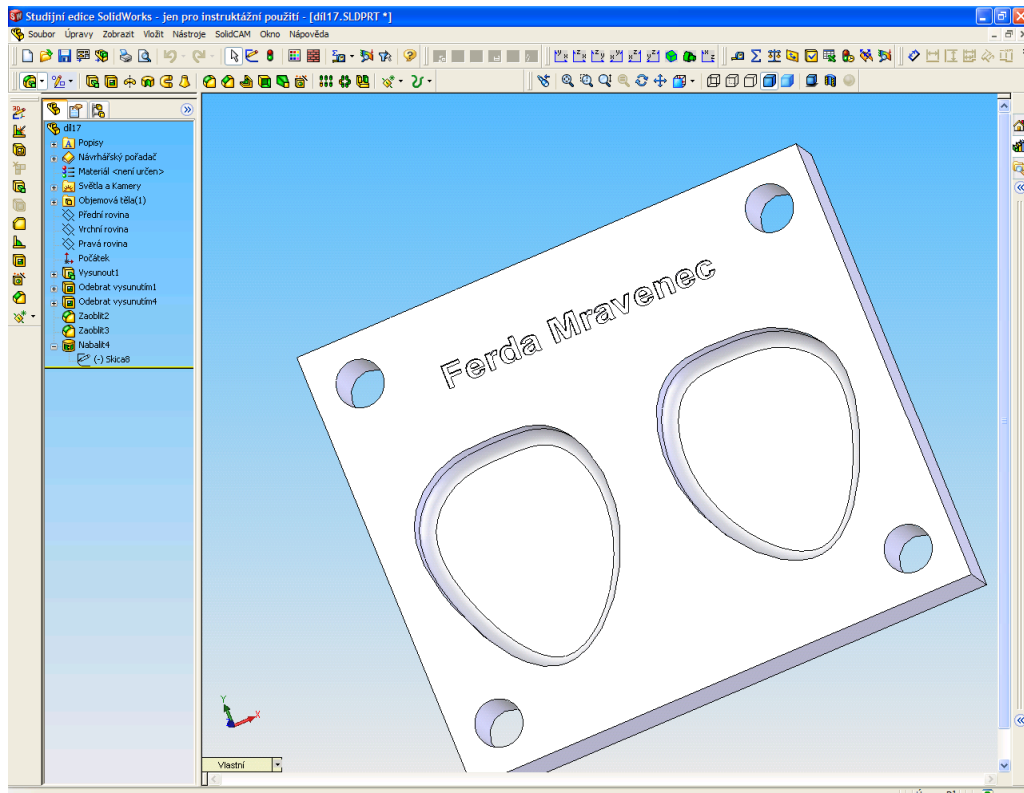 Studijní edice SolidWorks - jen pro instruktážní použití - [díl17.SLDPRT *]
Soubor Úpravy Zobrazit Vložit Nástroje SolidCAM Okno Nápověda
díl17
Popisy
Návrhářský pořadač
Materiál <není určen>
Světla a Kamery
Objemová těla(1)
Přední rovina
Vrchní rovina
Pravá rovina
Počátek
Vysunout1
Odebrat vysunutím1
Odebrat vysunutím4
Zaoblit2
Zaoblit3
Nabalit4
(-) Skica8
Ferda Mravenec
Y
X
Vlastní